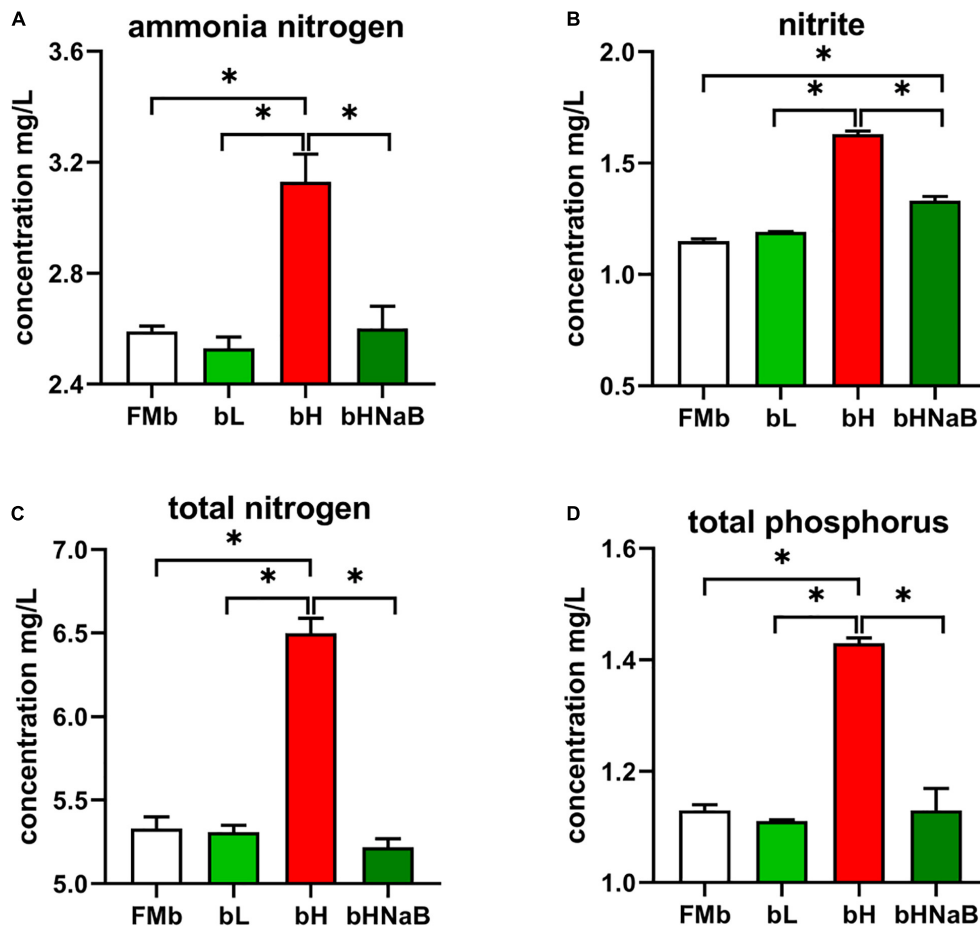 A
ammonia nitrogen
concentration mg/L
3.6
3.2
2.8
2.4
*
*
*
FMb bL bH bHNaB
B
nitrite
concentration mg/L
2.0
1.5
1.0
0.5
*
*
*
FMb bL bH bHNaB
C
total nitrogen
concentration mg/L
7.0
6.5
6.0
5.5
5.0
*
*
*
FMb bL bH bHNaB
D
total phosphorus
concentration mg/L
1.6
1.4
1.2
1.0
*
*
*
FMb bL bH bHNaB